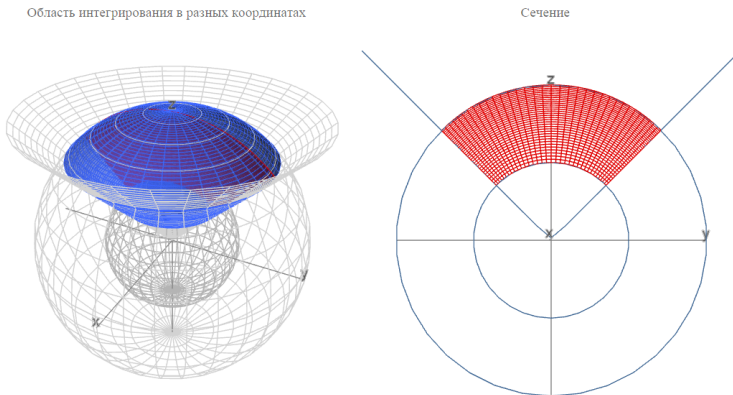 Область интегрирования в разных координатах
Сечение
z
x
y
z
x
y